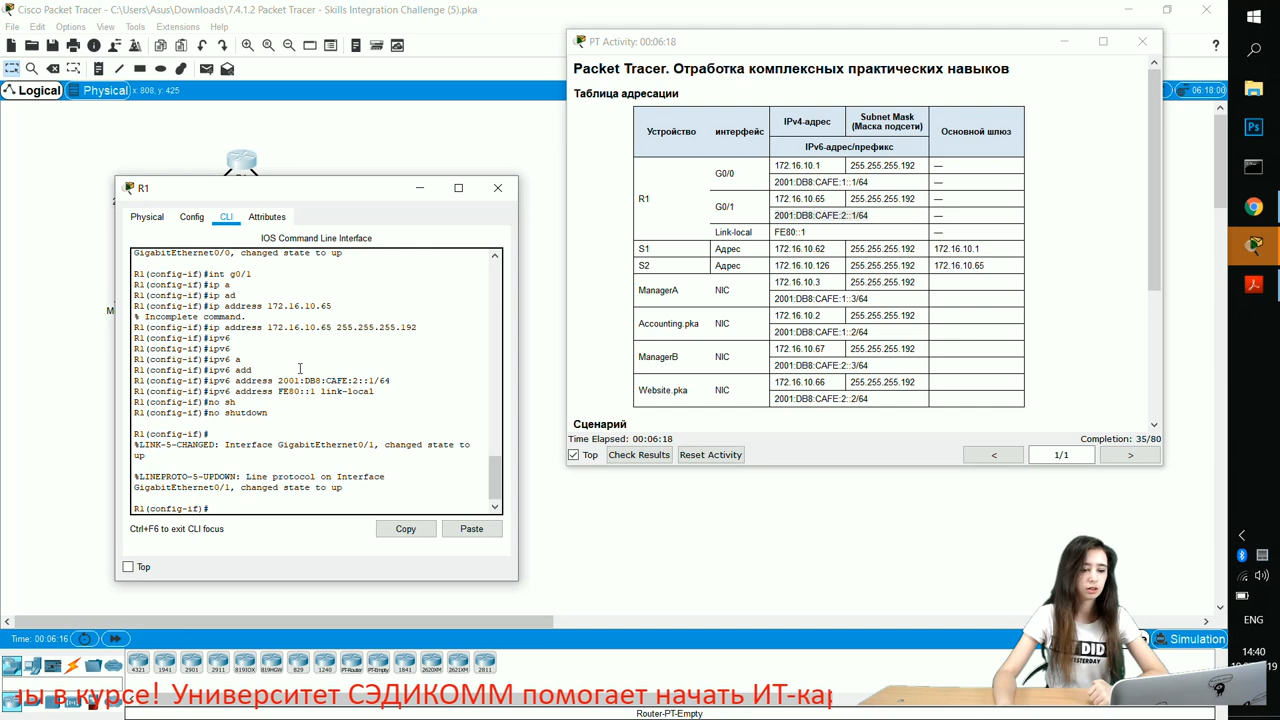 Cisco Packet Tracer - C:\Users\Asus\Downloads\7.4.1.2 Packet Tracer - Skills Integration Challenge (5).pka
File Edit Options View Tools Extensions Help
Logical Physical x: 808, y: 425
06:18:00
R1
Physical Config CLI Attributes
IOS Command Line Interface
GigabitEthernet0/0, changed state to up
R1(config-if)#int g0/1
R1(config-if)#ip a
R1(config-if)#ip ad
R1(config-if)#ip address 172.16.10.65
% Incomplete command.
R1(config-if)#ip address 172.16.10.65 255.255.255.192
R1(config-if)#ipv6
R1(config-if)#ipv6
R1(config-if)#ipv6 a
R1(config-if)#ipv6 add
R1(config-if)#ipv6 address 2001:DB8:CAFE:2::1/64
R1(config-if)#ipv6 address FE80::1 link-local
R1(config-if)#no sh
R1(config-if)#no shutdown
R1(config-if)#
%LINK-5-CHANGED: Interface GigabitEthernet0/1, changed state to
up
%LINEPROTO-5-UPDOWN: Line protocol on Interface
GigabitEthernet0/1, changed state to up
R1(config-if)#
Ctrl+F6 to exit CLI focus
Copy Paste
Top
PT Activity: 00:06:18
Packet Tracer. Отработка комплексных практических навыков
Таблица адресации
Устройство интерфейс IPv4-адрес Subnet Mask (Маска подсети) Основной шлюз
IPv6-адрес/префикс
R1 G0/0 172.16.10.1 255.255.255.192 —
2001:DB8:CAFE:1::1/64 —
G0/1 172.16.10.65 255.255.255.192 —
2001:DB8:CAFE:2::1/64 —
Link-local FE80::1 —
S1 Адрес 172.16.10.62 255.255.255.192 172.16.10.1
S2 Адрес 172.16.10.126 255.255.255.192 172.16.10.65
ManagerA NIC 172.16.10.3 255.255.255.192
2001:DB8:CAFE:1::3/64
Accounting.pka NIC 172.16.10.2 255.255.255.192
2001:DB8:CAFE:1::2/64
ManagerB NIC 172.16.10.67 255.255.255.192
2001:DB8:CAFE:2::3/64
Website.pka NIC 172.16.10.66 255.255.255.192
2001:DB8:CAFE:2::2/64
Сценарий
Time Elapsed: 00:06:18 Completion: 35/80
Top Check Results Reset Activity < 1/1 >
M
Time: 00:06:16
Simulation
4321 1941 2901 2911 819IOX 819HGW 829 1240 PT-Router PT-Empty 1841 2620XM 2621XM 2811
Router-PT-Empty
ы в курсе! Университет СЭДИКОММ помогает начать ИТ-кар
DID
YESTERDAY
Ps
ENG
14:40